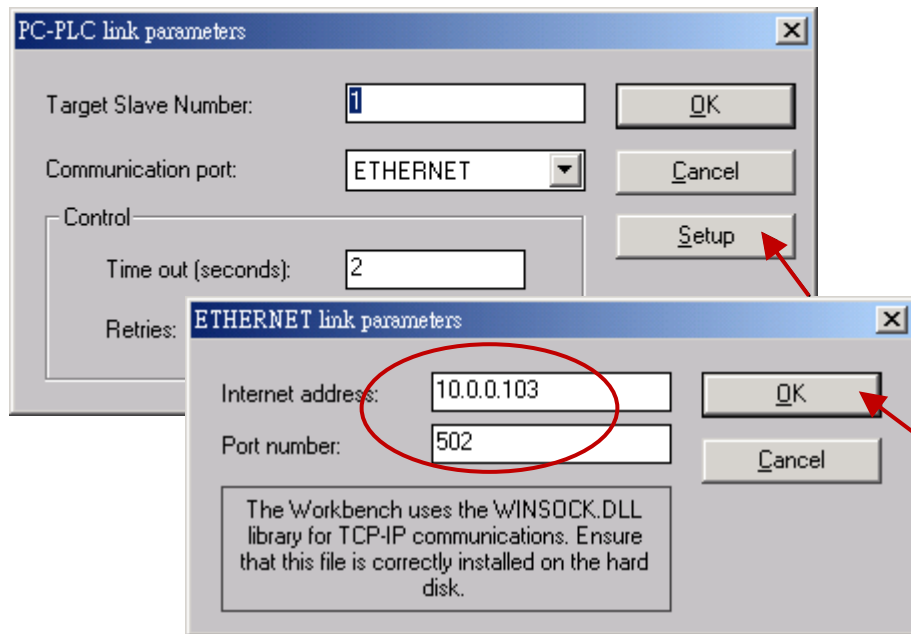 PC-PLC link parameters
Target Slave Number: 1 OK
Communication port: ETHERNET Cancel
Control Setup
Time out (seconds): 2
Retries:
ETHERNET link parameters
Internet address: 10.0.0.103 OK
Port number: 502 Cancel
The Workbench uses the WINSOCK.DLL
library for TCP-IP communications. Ensure
that this file is correctly installed on the hard
disk.